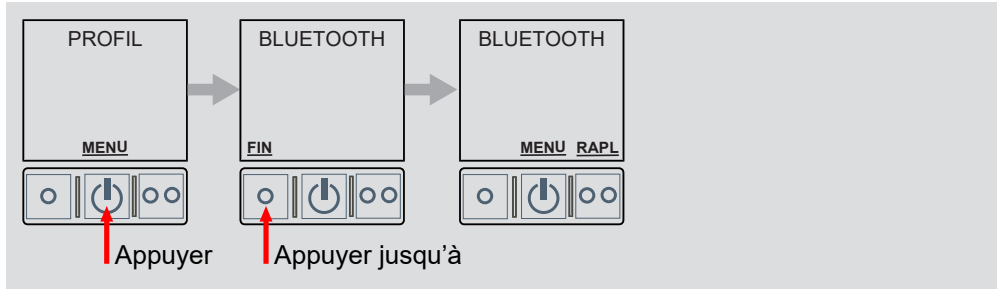 PROFIL
MENU
BLUETOOTH
FIN
BLUETOOTH
MENU RAPL
Appuyer
Appuyer jusqu'à